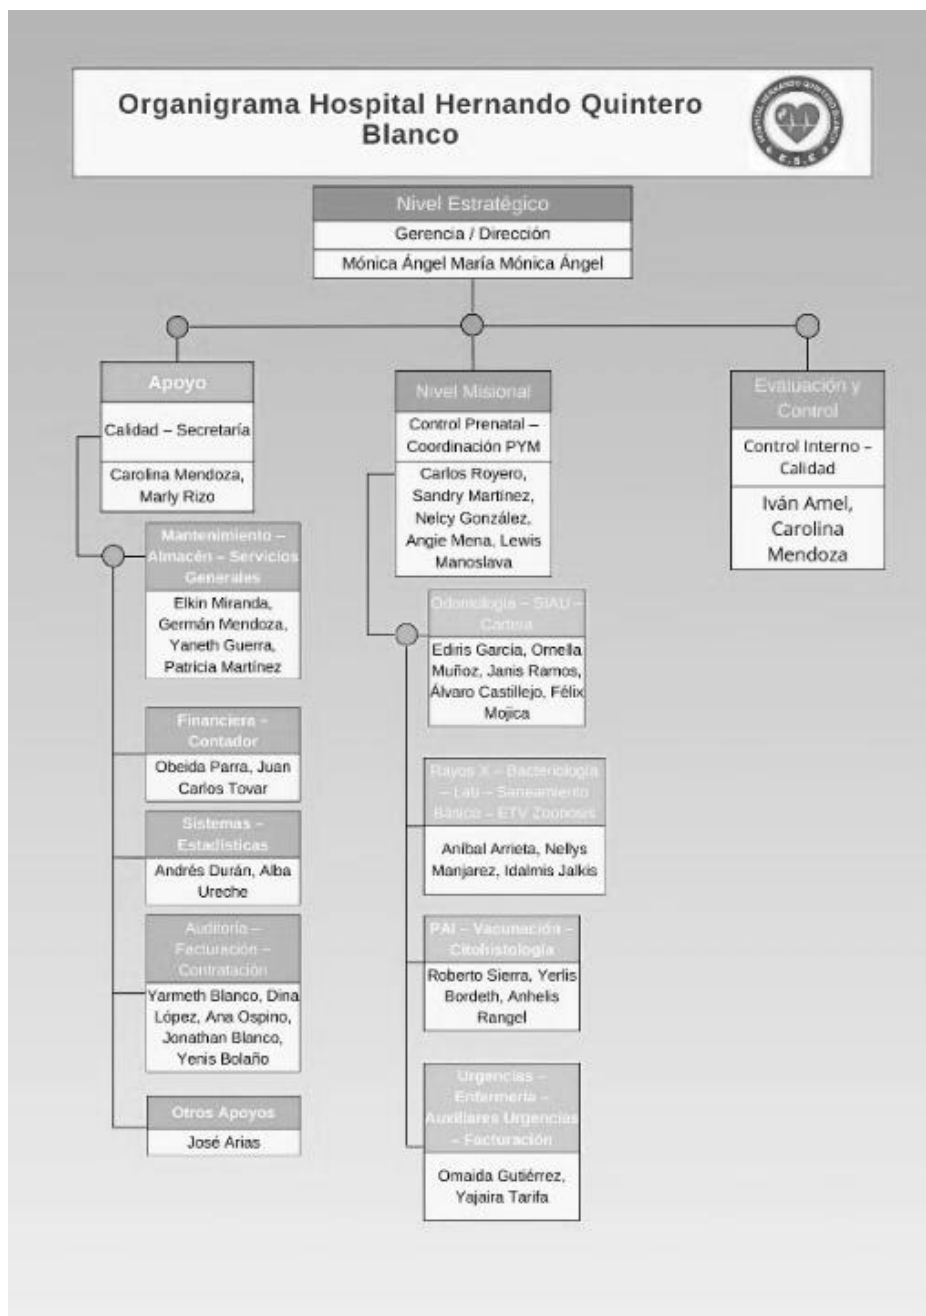 Organigrama Hospital Hernando Quintero
Blanco
HOSPITAL HERNANDO QUINTERO BLANCO
E.S.E
Nivel Estratégico
Gerencia / Dirección
Mónica Ángel María Mónica Ángel
Apoyo
Calidad – Secretaría
Carolina Mendoza,
Marly Rizo
Mantenimiento –
Almacén – Servicios
Generales
Elkin Miranda,
Germán Mendoza,
Yaneth Guerra,
Patricia Martínez
Financiera –
Contador
Obeida Parra, Juan
Carlos Tovar
Sistemas –
Estadísticas
Andrés Durán, Alba
Ureche
Auditoría –
Facturación –
Contratación
Yarmeth Blanco, Dina
López, Ana Ospino,
Jonathan Blanco,
Yenis Bolaño
Otros Apoyos
José Arias
Nivel Misional
Control Prenatal –
Coordinación PYM
Carlos Royero,
Sandry Martínez,
Nelcy González,
Angie Mena, Lewis
Manoslava
Odontología – SIAU –
Cartera
Ediris García, Ornella
Muñoz, Janis Ramos,
Álvaro Castillejo, Félix
Mojica
Rayos X – Bacteriología
– Lab – Saneamiento
Básico – ETV Zoonosis
Aníbal Arrieta, Nellys
Manjarez, Idalmis Jalkis
PAI – Vacunación –
Citohistología
Roberto Sierra, Yerlis
Bordeth, Anhelis
Rangel
Urgencias –
Enfermería –
Auxiliares Urgencias
– Facturación
Omaida Gutiérrez,
Yajaira Tarifa
Evaluación y
Control
Control Interno –
Calidad
Iván Amel,
Carolina
Mendoza